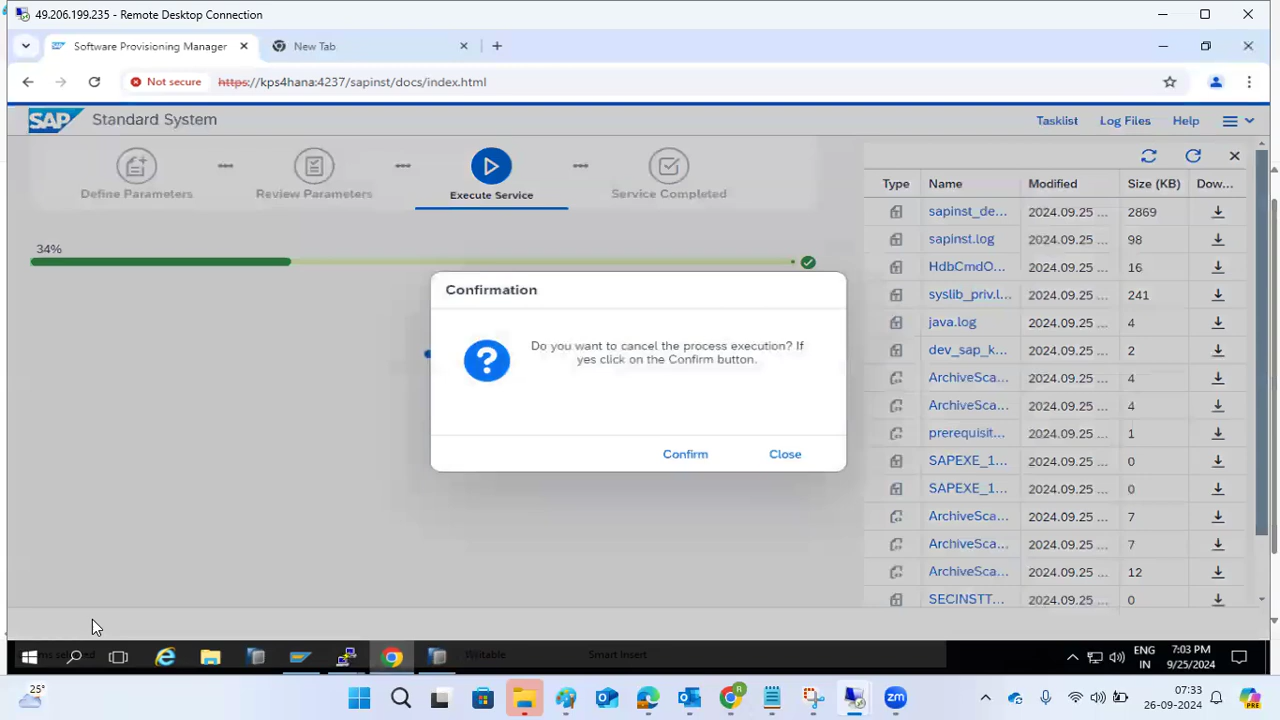 49.206.199.235 - Remote Desktop Connection
Software Provisioning Manager
New Tab
Not secure
https://kps4hana:4237/sapinst/docs/index.html
SAP
Standard System
Tasklist
Log Files
Help
Define Parameters
Review Parameters
Execute Service
Service Completed
34%
Type Name Modified Size (KB) Dow...
sapinst_de... 2024.09.25 ... 2869
sapinst.log 2024.09.25 ... 98
HdbCmdO... 2024.09.25 ... 16
syslib_priv.l... 2024.09.25 ... 241
java.log 2024.09.25 ... 4
dev_sap_k... 2024.09.25 ... 2
ArchiveSca... 2024.09.25 ... 4
ArchiveSca... 2024.09.25 ... 4
prerequisit... 2024.09.25 ... 1
SAPEXE_1... 2024.09.25 ... 0
SAPEXE_1... 2024.09.25 ... 0
ArchiveSca... 2024.09.25 ... 7
ArchiveSca... 2024.09.25 ... 7
ArchiveSca... 2024.09.25 ... 12
SECINSTT... 2024.09.25 ... 0
Confirmation
Do you want to cancel the process execution? If
yes click on the Confirm button.
Confirm
Close
Writable
Smart Insert
ENG
IN
7:03 PM
9/25/2024
25°
zm
07:33
26-09-2024
PRE